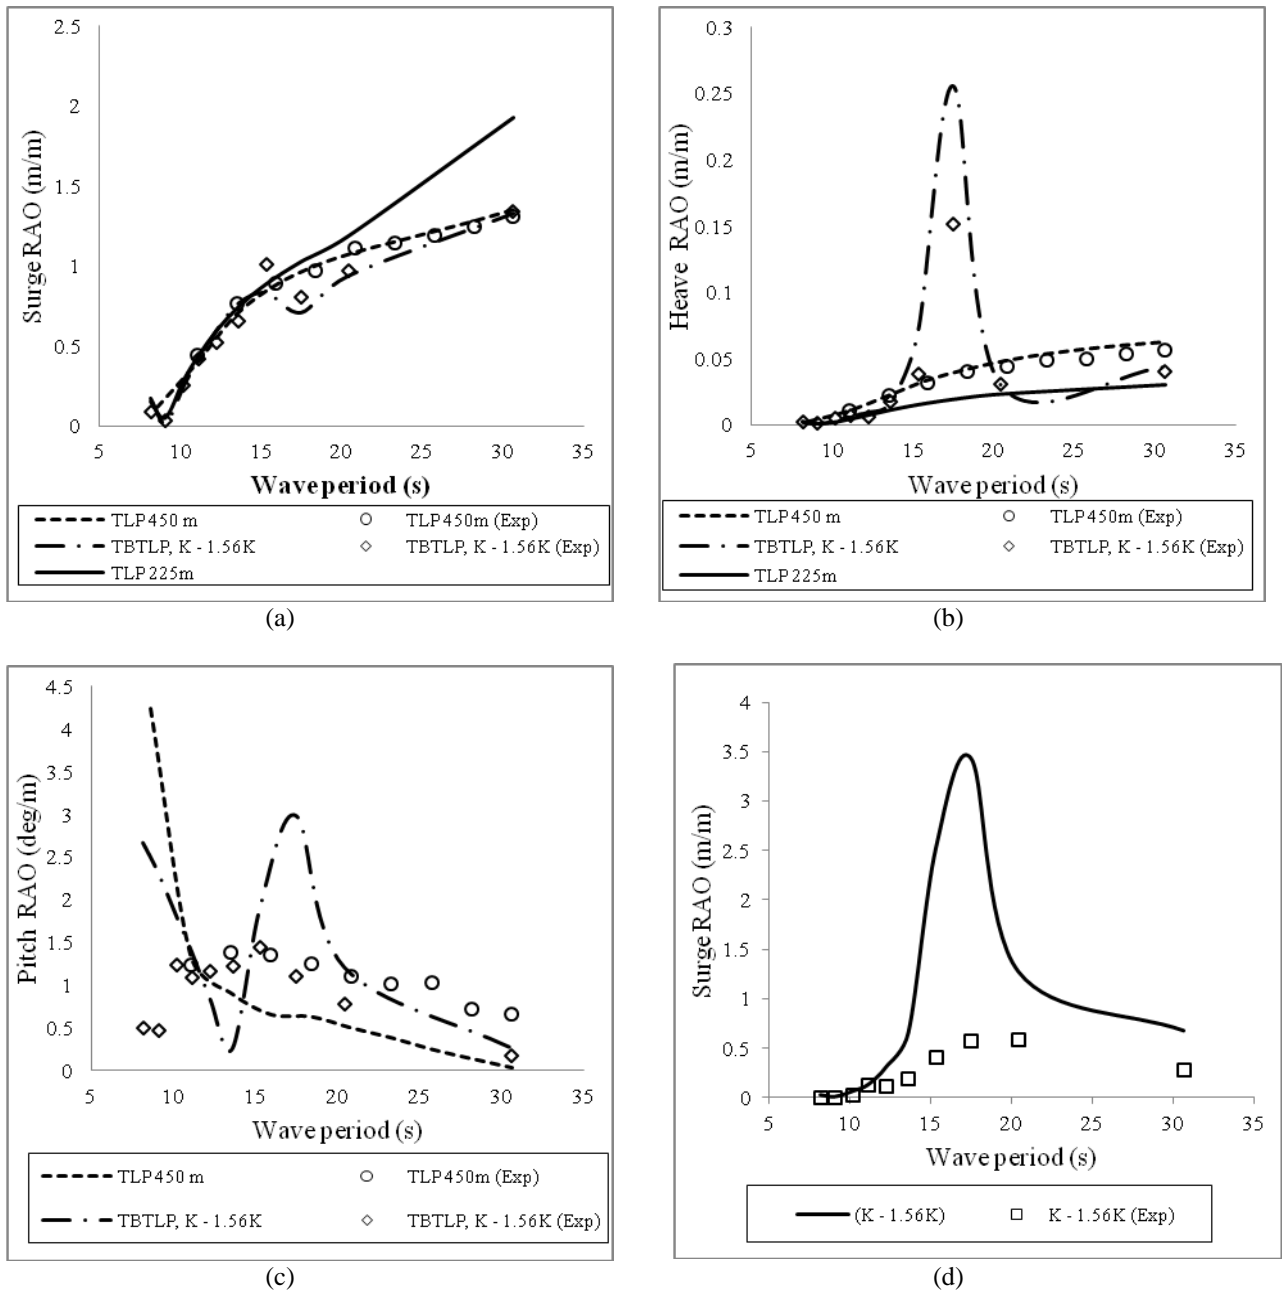 2.5
2
1.5
1
0.5
0
5 10 15 20 25 30 35
Surge RAO (m/m)
Wave period (s)
TLP450 m
TLP450m (Exp)
TBTLP, K - 1.56K
TBTLP, K - 1.56K (Exp)
TLP225m
(a)
0.3
0.25
0.2
0.15
0.1
0.05
0
5 10 15 20 25 30 35
Heave RAO (m/m)
Wave period (s)
TLP450 m
TLP450m (Exp)
TBTLP, K - 1.56K
TBTLP, K - 1.56K (Exp)
TLP225m
(b)
4.5
4
3.5
3
2.5
2
1.5
1
0.5
0
5 10 15 20 25 30 35
Pitch RAO (deg/m)
Wave period (s)
TLP450 m
TLP450m (Exp)
TBTLP, K - 1.56K
TBTLP, K - 1.56K (Exp)
(c)
4
3.5
3
2.5
2
1.5
1
0.5
0
5 10 15 20 25 30 35
Surge RAO (m/m)
Wave period (s)
(K - 1.56K)
K - 1.56K (Exp)
(d)